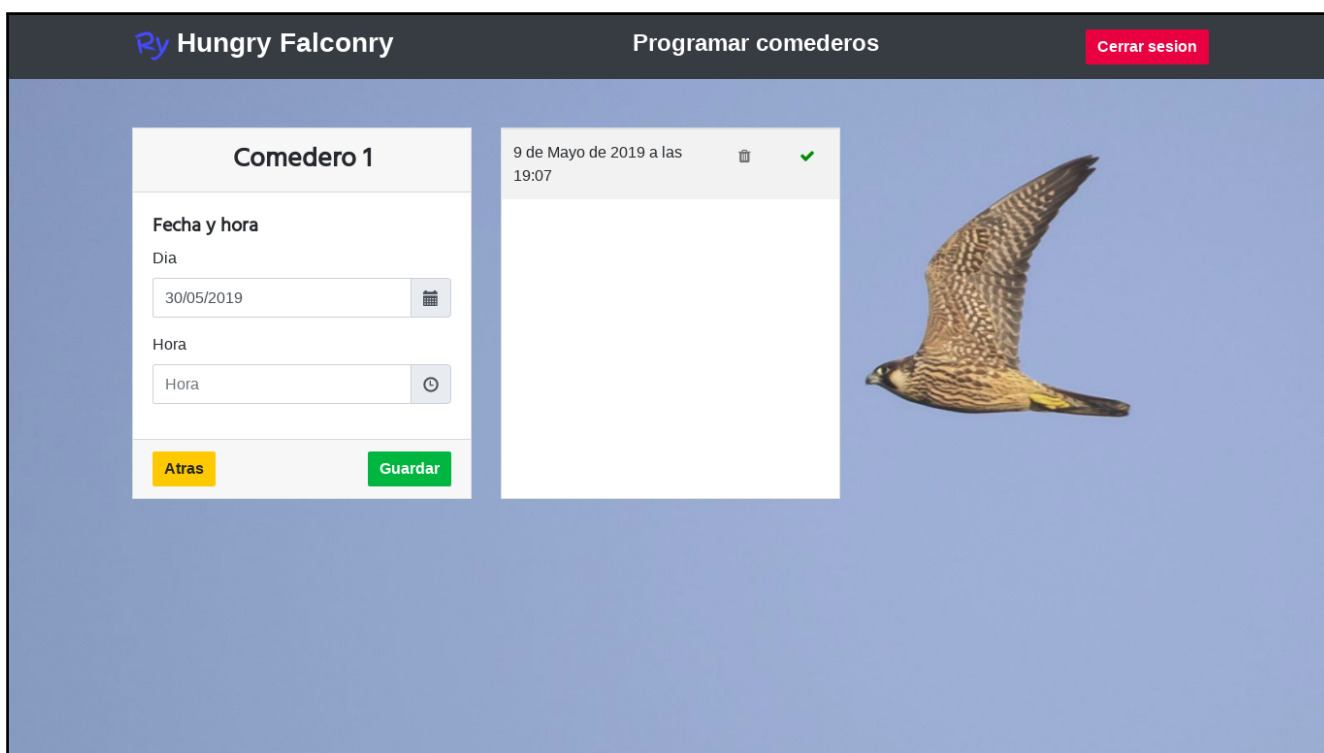 Ry Hungry Falconry
Programar comederos
Cerrar sesion
Comedero 1
Fecha y hora
Dia
30/05/2019
Hora
Hora
Atras
Guardar
9 de Mayo de 2019 a las
19:07